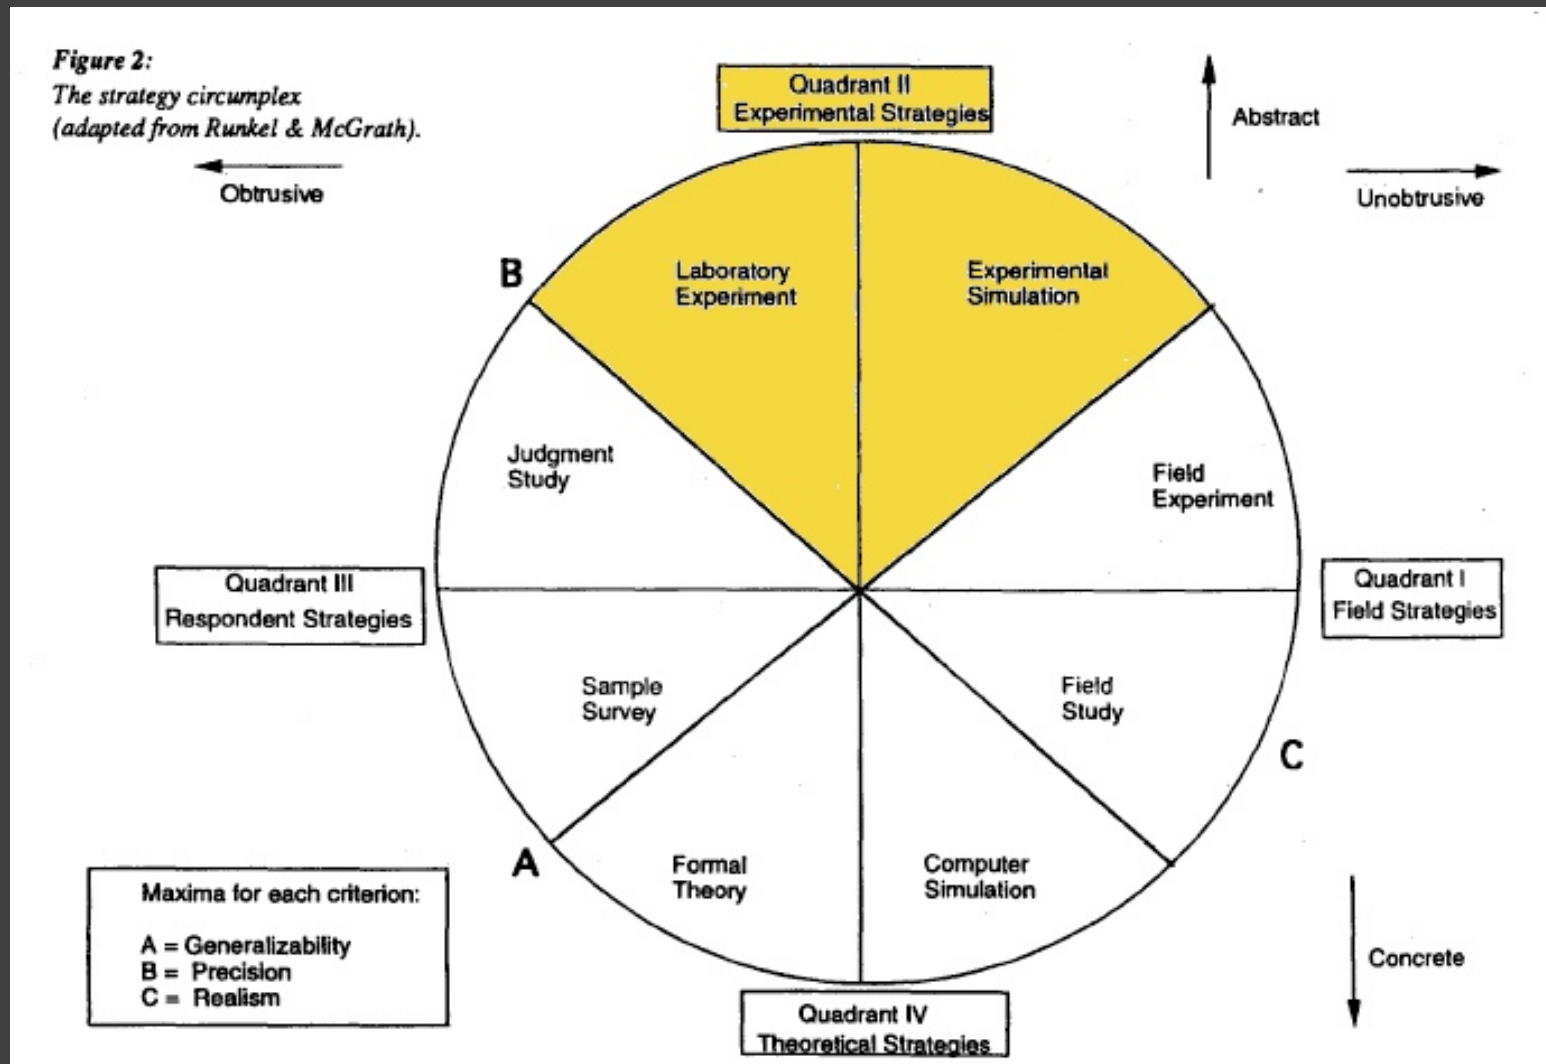 Figure 2:
The strategy circumplex
(adapted from Runkel & McGrath).
Obtrusive
Quadrant II
Experimental Strategies
Abstract
Unobtrusive
B
Laboratory
Experiment
Experimental
Simulation
Judgment
Study
Field
Experiment
Quadrant III
Respondent Strategies
Quadrant I
Field Strategies
Sample
Survey
Field
Study
C
A
Formal
Theory
Computer
Simulation
Maxima for each criterion:
A = Generalizability
B = Precision
C = Realism
Concrete
Quadrant IV
Theoretical Strategies